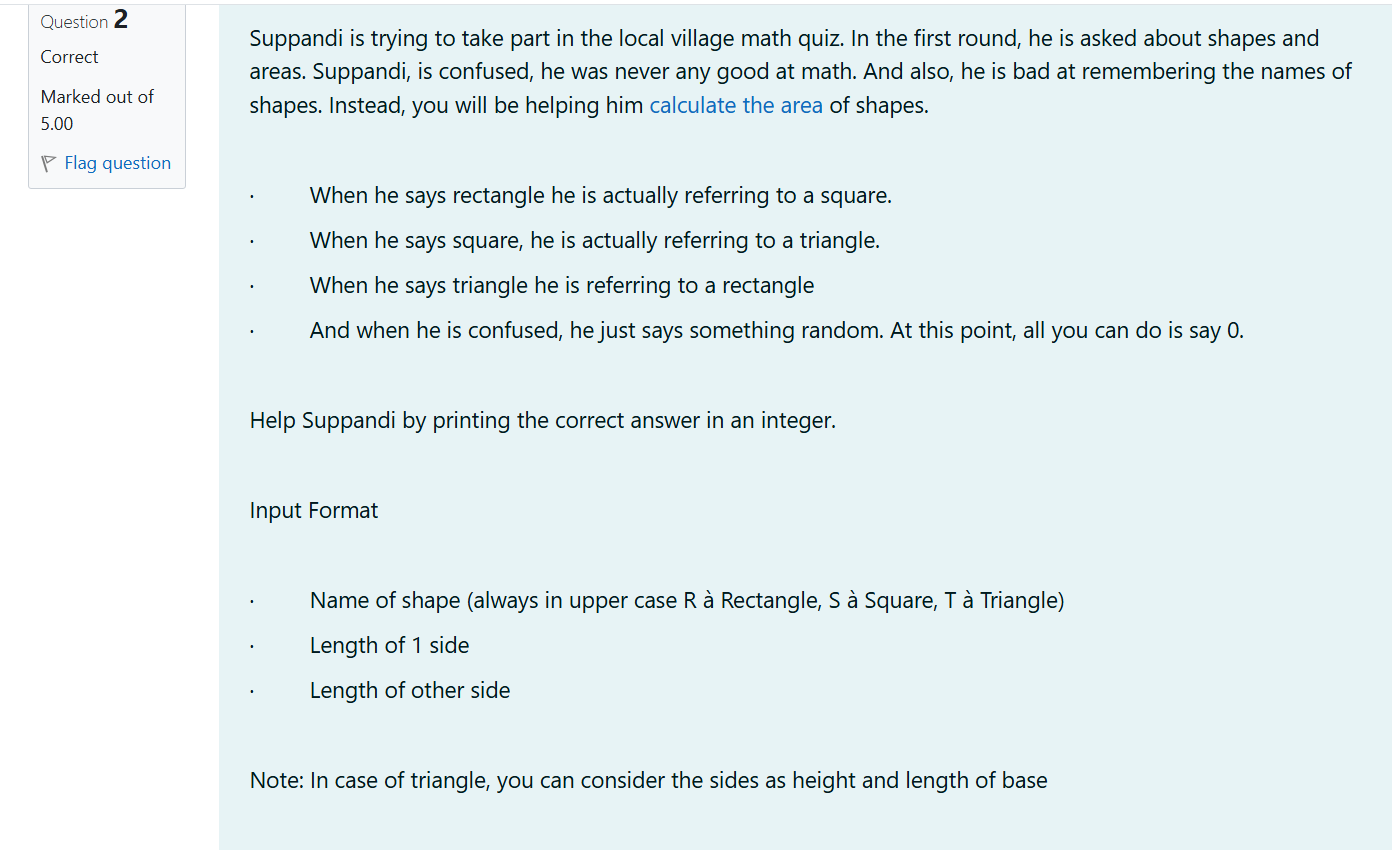 Question 2
Correct
Marked out of
5.00
Flag question
Suppandi is trying to take part in the local village math quiz. In the first round, he is asked about shapes and
areas. Suppandi, is confused, he was never any good at math. And also, he is bad at remembering the names of
shapes. Instead, you will be helping him calculate the area of shapes.
· When he says rectangle he is actually referring to a square.
· When he says square, he is actually referring to a triangle.
· When he says triangle he is referring to a rectangle
· And when he is confused, he just says something random. At this point, all you can do is say 0.
Help Suppandi by printing the correct answer in an integer.
Input Format
· Name of shape (always in upper case R à Rectangle, S à Square, T à Triangle)
· Length of 1 side
· Length of other side
Note: In case of triangle, you can consider the sides as height and length of base